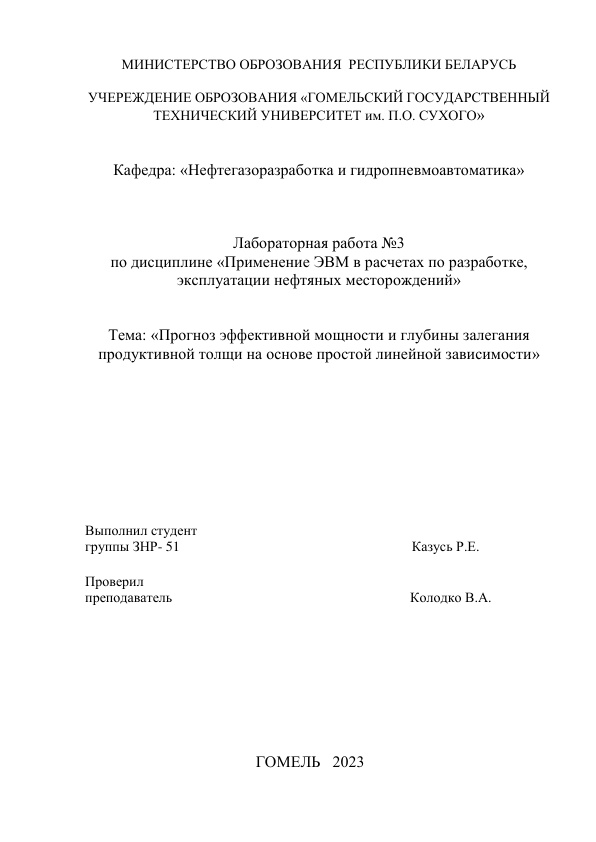 МИНИСТЕРСТВО ОБРОЗОВАНИЯ РЕСПУБЛИКИ БЕЛАРУСЬ
УЧЕРЕЖДЕНИЕ ОБРОЗОВАНИЯ «ГОМЕЛЬСКИЙ ГОСУДАРСТВЕННЫЙ
ТЕХНИЧЕСКИЙ УНИВЕРСИТЕТ им. П.О. СУХОГО»
Кафедра: «Нефтегазоразработка и гидропневмоавтоматика»
Лабораторная работа №3
по дисциплине «Применение ЭВМ в расчетах по разработке,
эксплуатации нефтяных месторождений»
Тема: «Прогноз эффективной мощности и глубины залегания
продуктивной толщи на основе простой линейной зависимости»
Выполнил студент
группы ЗНР- 51 Казусь Р.Е.
Проверил
преподаватель Колодко В.А.
ГОМЕЛЬ 2023